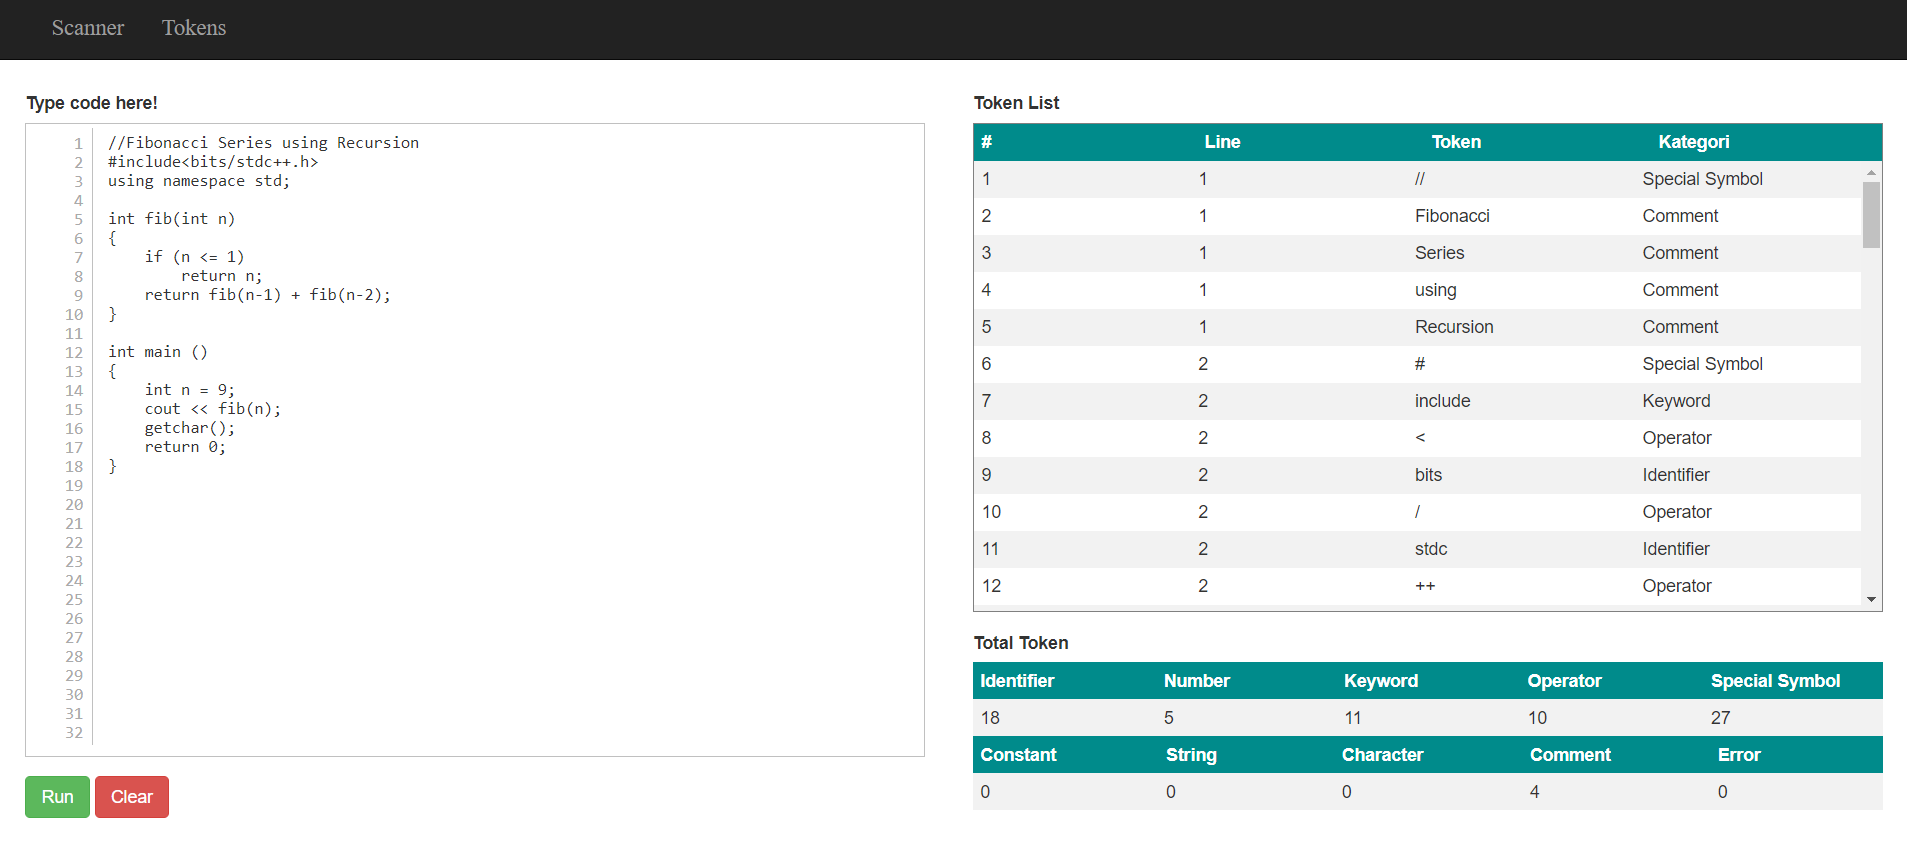 Scanner Tokens
Type code here!
1 //Fibonacci Series using Recursion
2 #include<bits/stdc++.h>
3 using namespace std;
4
5 int fib(int n)
6 {
7     if (n <= 1)
8         return n;
9     return fib(n-1) + fib(n-2);
10 }
11
12 int main ()
13 {
14     int n = 9;
15     cout << fib(n);
16     getchar();
17     return 0;
18 }
19
20
21
22
23
24
25
26
27
28
29
30
31
32
Run Clear
Token List
# Line Token Kategori
1 1 // Special Symbol
2 1 Fibonacci Comment
3 1 Series Comment
4 1 using Comment
5 1 Recursion Comment
6 2 # Special Symbol
7 2 include Keyword
8 2 < Operator
9 2 bits Identifier
10 2 / Operator
11 2 stdc Identifier
12 2 ++ Operator
Total Token
Identifier Number Keyword Operator Special Symbol
18 5 11 10 27
Constant String Character Comment Error
0 0 0 4 0